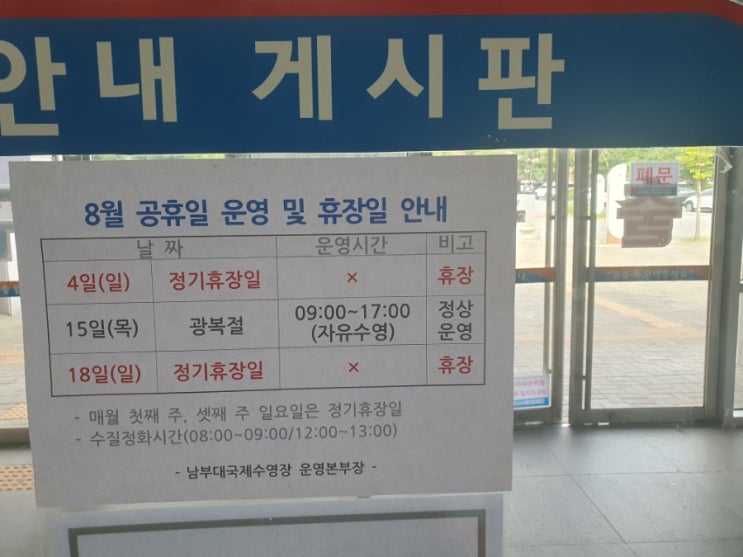 안내 게시판
8월 공휴일 운영 및 휴장일 안내
날 짜 운영시간 비고
4일(일) 정기휴장일 × 휴장
15일(목) 광복절 09:00~17:00 (자유수영) 정상 운영
18일(일) 정기휴장일 × 휴장
- 매월 첫째 주, 셋째 주 일요일은 정기휴장일
- 수질정화시간(08:00~09:00/12:00~13:00)
- 남부대국제수영장 운영본부장 -
폐문